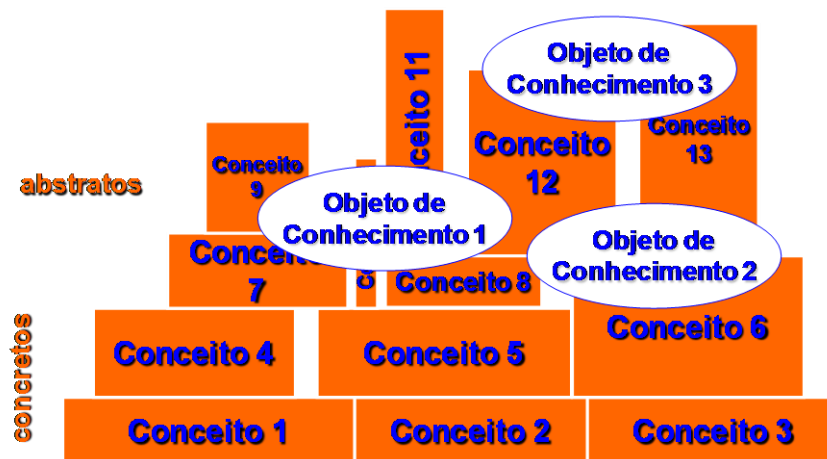 Objeto de
Conhecimento 3
nceito 11
Conceito
12
Conceito
13
Conceito
9
abstratos
Objeto de
Conhecimento 1
Objeto de
Conhecimento 2
Conceito
7
Conceito 8
Conceito 6
Conceito 4
Conceito 5
concretos
Conceito 1
Conceito 2
Conceito 3